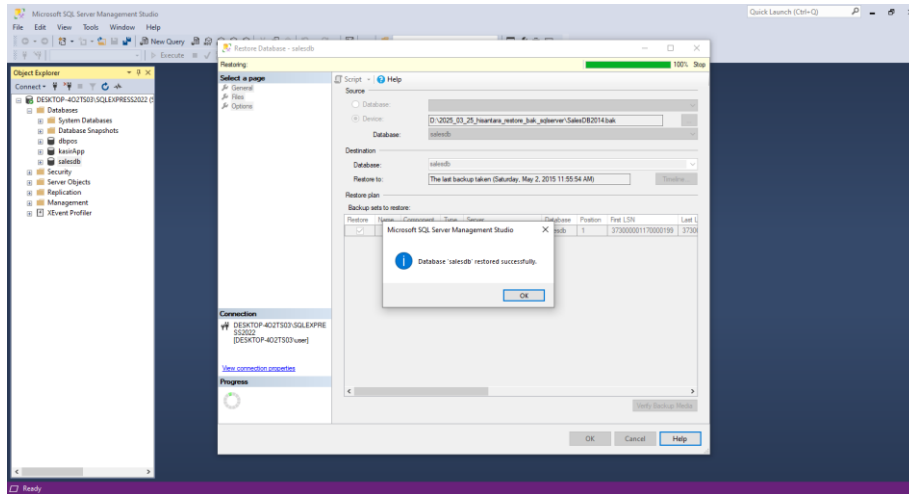 Microsoft SQL Server Management Studio
Quick Launch (Ctrl+Q)
File Edit View Tools Window Help
New Query
Execute
Object Explorer
Connect
DESKTOP-4O2TS03\SQLEXPRESS2022 (S
Databases
System Databases
Database Snapshots
dbpos
kasirApp
salesdb
Security
Server Objects
Replication
Management
XEvent Profiler
Restore Database - salesdb
Restoring:
100% Stop
Select a page
General
Files
Options
Script Help
Source
Database:
Device:
D:\2025_03_25_hisantara_restore_bak_sqlserver\SalesDB2014.bak
Database:
salesdb
Destination
Database:
salesdb
Restore to:
The last backup taken (Saturday, May 2, 2015 11:55:54 AM)
Timeline...
Restore plan
Backup sets to restore:
Restore Name Component Type Server Database Position First LSN Last L
esdb 1 37300000117000019 3730
Microsoft SQL Server Management Studio
Database 'salesdb' restored successfully.
OK
Connection
DESKTOP-4O2TS03\SQLEXPRE
SS2022
[DESKTOP-4O2TS03\user]
View connection properties
Progress
Verify Backup Media
OK Cancel Help
Ready